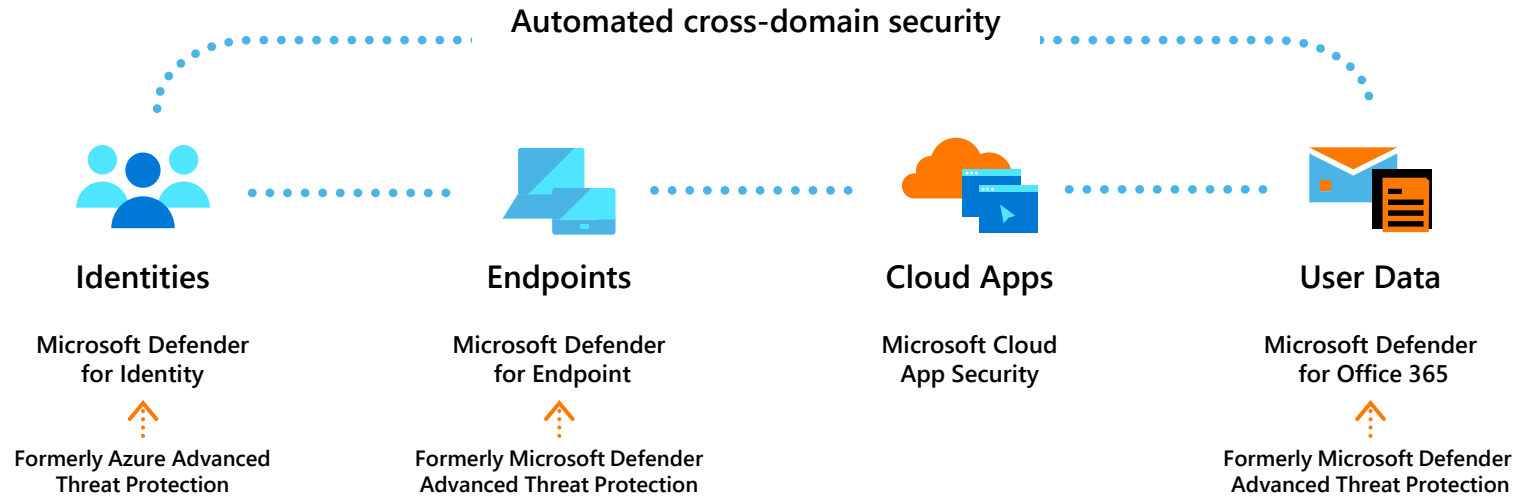 Automated cross-domain security
Identities
Endpoints
Cloud Apps
User Data
Microsoft Defender
for Identity
Microsoft Defender
for Endpoint
Microsoft Cloud
App Security
Microsoft Defender
for Office 365
Formerly Azure Advanced
Threat Protection
Formerly Microsoft Defender
Advanced Threat Protection
Formerly Microsoft Defender
Advanced Threat Protection